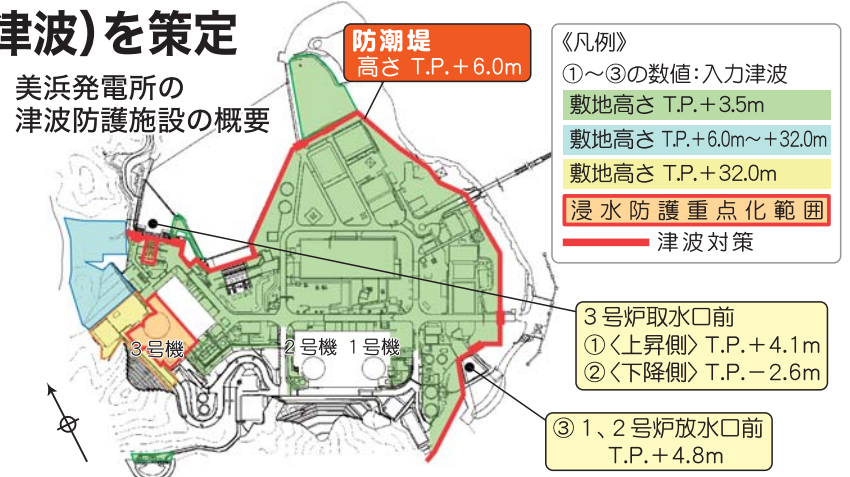 津波）を策定
美浜発電所の
津波防護施設の概要
防潮堤
高さ T.P.＋6.0m
《凡例》
①〜③の数値：入力津波
敷地高さ T.P.＋3.5m
敷地高さ T.P.＋6.0m〜＋32.0m
敷地高さ T.P.＋32.0m
浸水防護重点化範囲
津波対策
3号炉取水口前
①〈上昇側〉T.P.＋4.1m
②〈下降側〉T.P.－2.6m
3号機
2号機
1号機
③ 1、2号炉放水口前
T.P.＋4.8m